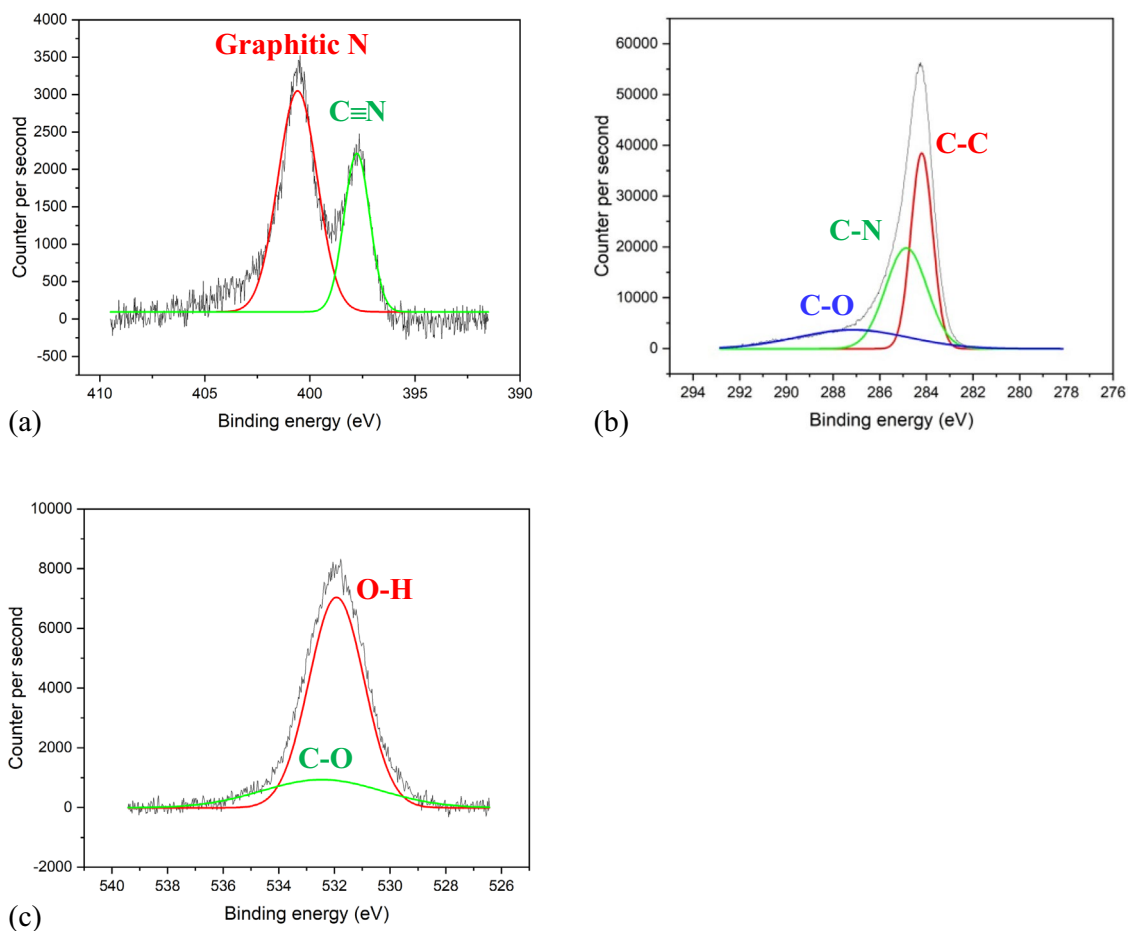 4000
3500
3000
2500
2000
1500
1000
500
0
-500
Counter per second
Graphitic N
C≡N
410
405
400
395
390
Binding energy (eV)
(a)
60000
50000
40000
30000
20000
10000
0
Counter per second
C-C
C-N
C-O
294
292
290
288
286
284
282
280
278
276
Binding energy (eV)
(b)
10000
8000
6000
4000
2000
0
-2000
Counter per second
O-H
C-O
540
538
536
534
532
530
528
526
Binding energy (eV)
(c)